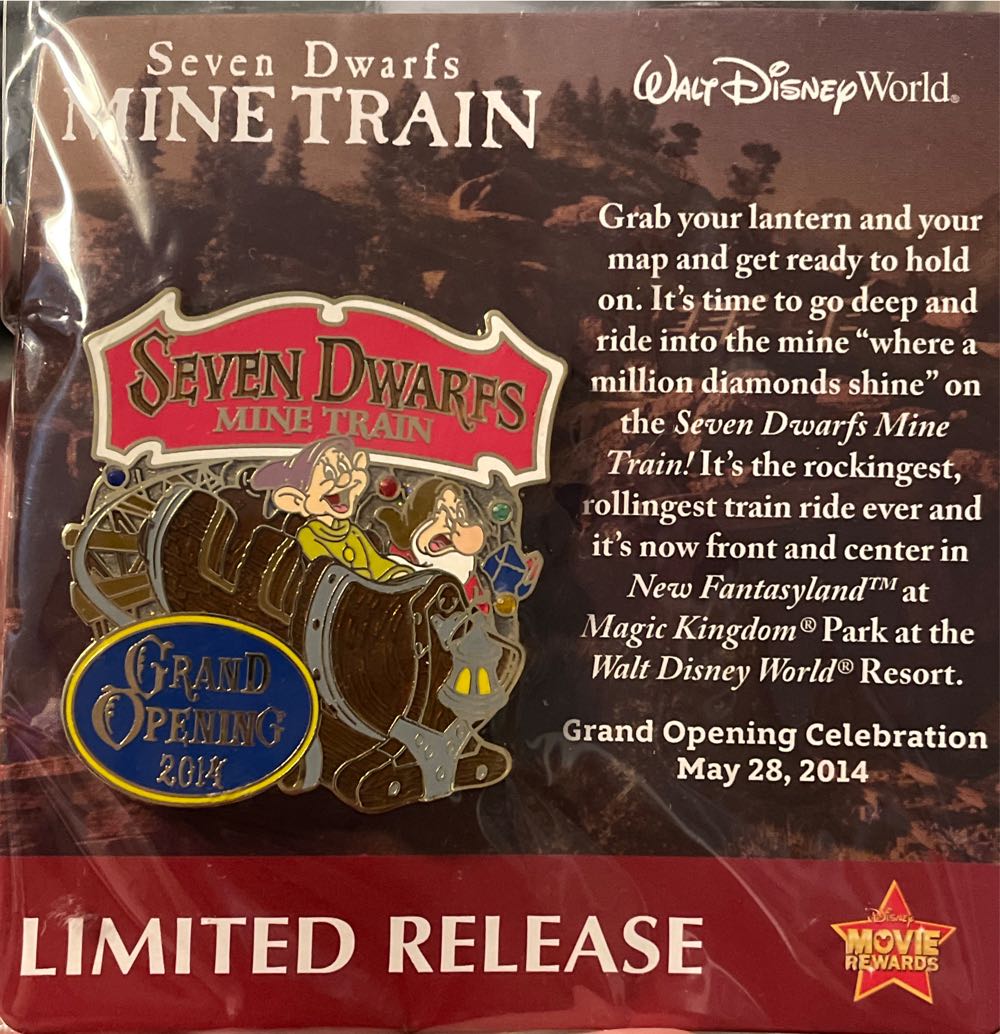 Seven Dwarfs
MINE TRAIN
WALT DISNEY World®
Grab your lantern and your
map and get ready to hold
on. It's time to go deep and
ride into the mine “where a
million diamonds shine” on
the Seven Dwarfs Mine
Train! It's the rockingest,
rollingest train ride ever and
it's now front and center in
New Fantasyland™ at
Magic Kingdom® Park at the
Walt Disney World® Resort.
Grand Opening Celebration
May 28, 2014
SEVEN DWARFS
MINE TRAIN
GRAND
OPENING
2014
LIMITED RELEASE
DISNEY
MOVIE
REWARDS